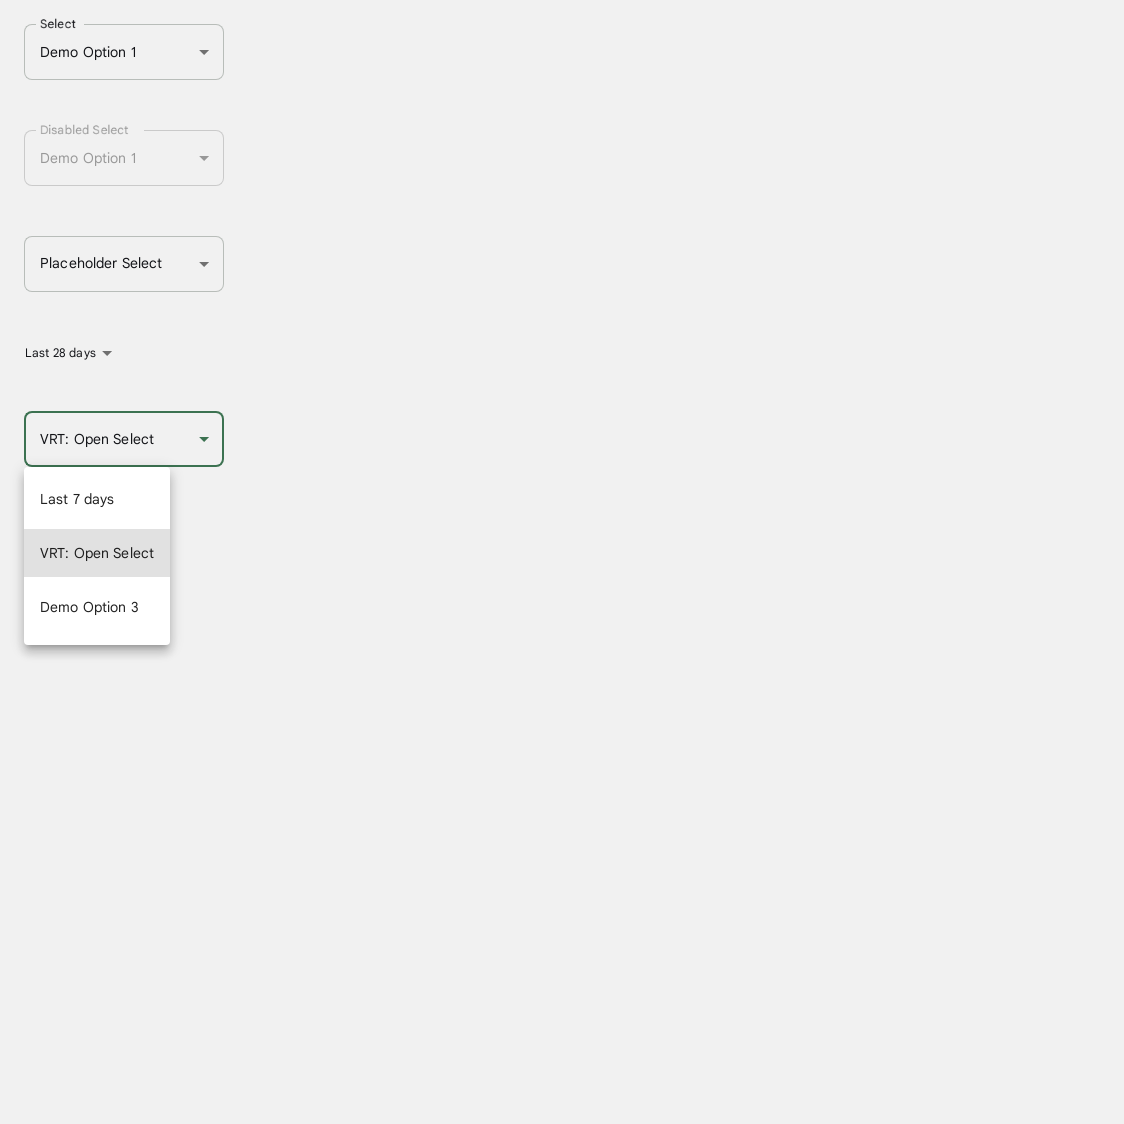 Select
Demo Option 1
Disabled Select
Demo Option 1
Placeholder Select
Last 28 days
VRT: Open Select
Last 7 days
VRT: Open Select
Demo Option 3